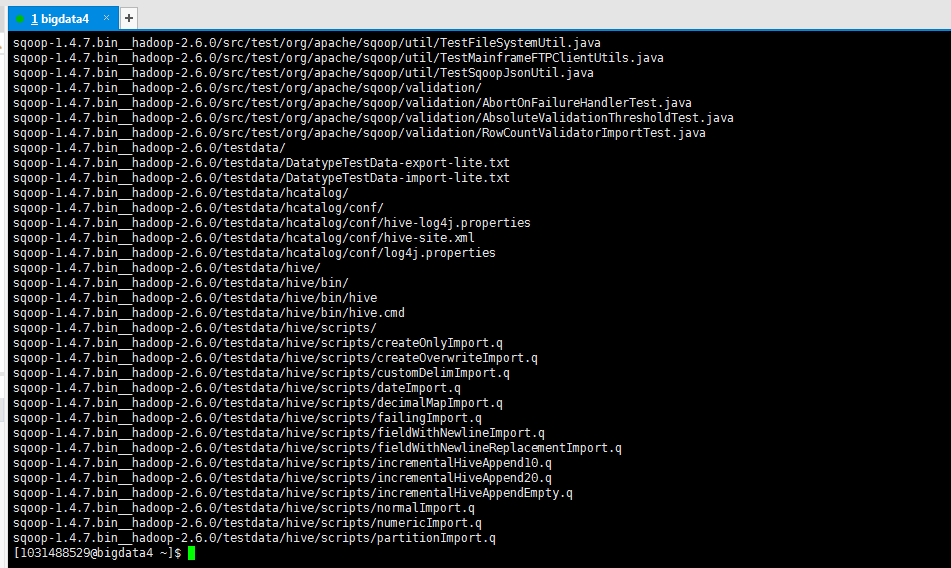 1 bigdata4 × +
sqoop-1.4.7.bin__hadoop-2.6.0/src/test/org/apache/sqoop/util/TestFileSystemUtil.java
sqoop-1.4.7.bin__hadoop-2.6.0/src/test/org/apache/sqoop/util/TestMainframeFTPClientUtils.java
sqoop-1.4.7.bin__hadoop-2.6.0/src/test/org/apache/sqoop/util/TestSqoopJsonUtil.java
sqoop-1.4.7.bin__hadoop-2.6.0/src/test/org/apache/sqoop/validation/
sqoop-1.4.7.bin__hadoop-2.6.0/src/test/org/apache/sqoop/validation/AbortOnFailureHandlerTest.java
sqoop-1.4.7.bin__hadoop-2.6.0/src/test/org/apache/sqoop/validation/AbsoluteValidationThresholdTest.java
sqoop-1.4.7.bin__hadoop-2.6.0/src/test/org/apache/sqoop/validation/RowCountValidatorImportTest.java
sqoop-1.4.7.bin__hadoop-2.6.0/testdata/
sqoop-1.4.7.bin__hadoop-2.6.0/testdata/DatatypeTestData-export-lite.txt
sqoop-1.4.7.bin__hadoop-2.6.0/testdata/DatatypeTestData-import-lite.txt
sqoop-1.4.7.bin__hadoop-2.6.0/testdata/hcatalog/
sqoop-1.4.7.bin__hadoop-2.6.0/testdata/hcatalog/conf/
sqoop-1.4.7.bin__hadoop-2.6.0/testdata/hcatalog/conf/hive-log4j.properties
sqoop-1.4.7.bin__hadoop-2.6.0/testdata/hcatalog/conf/hive-site.xml
sqoop-1.4.7.bin__hadoop-2.6.0/testdata/hcatalog/conf/log4j.properties
sqoop-1.4.7.bin__hadoop-2.6.0/testdata/hive/
sqoop-1.4.7.bin__hadoop-2.6.0/testdata/hive/bin/
sqoop-1.4.7.bin__hadoop-2.6.0/testdata/hive/bin/hive
sqoop-1.4.7.bin__hadoop-2.6.0/testdata/hive/bin/hive.cmd
sqoop-1.4.7.bin__hadoop-2.6.0/testdata/hive/scripts/
sqoop-1.4.7.bin__hadoop-2.6.0/testdata/hive/scripts/createOnlyImport.q
sqoop-1.4.7.bin__hadoop-2.6.0/testdata/hive/scripts/createOverwriteImport.q
sqoop-1.4.7.bin__hadoop-2.6.0/testdata/hive/scripts/customDelimImport.q
sqoop-1.4.7.bin__hadoop-2.6.0/testdata/hive/scripts/dateImport.q
sqoop-1.4.7.bin__hadoop-2.6.0/testdata/hive/scripts/decimalMapImport.q
sqoop-1.4.7.bin__hadoop-2.6.0/testdata/hive/scripts/failingImport.q
sqoop-1.4.7.bin__hadoop-2.6.0/testdata/hive/scripts/fieldWithNewlineImport.q
sqoop-1.4.7.bin__hadoop-2.6.0/testdata/hive/scripts/fieldWithNewlineReplacementImport.q
sqoop-1.4.7.bin__hadoop-2.6.0/testdata/hive/scripts/incrementalHiveAppend10.q
sqoop-1.4.7.bin__hadoop-2.6.0/testdata/hive/scripts/incrementalHiveAppend20.q
sqoop-1.4.7.bin__hadoop-2.6.0/testdata/hive/scripts/incrementalHiveAppendEmpty.q
sqoop-1.4.7.bin__hadoop-2.6.0/testdata/hive/scripts/normalImport.q
sqoop-1.4.7.bin__hadoop-2.6.0/testdata/hive/scripts/numericImport.q
sqoop-1.4.7.bin__hadoop-2.6.0/testdata/hive/scripts/partitionImport.q
[1031488529@bigdata4 ~]$